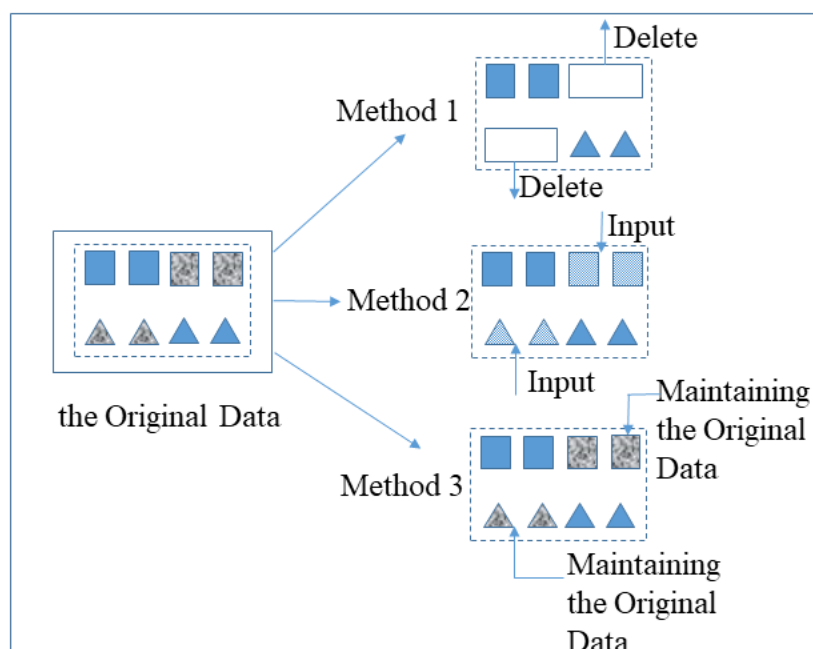 Delete
Method 1
Delete
Input
Method 2
Input
the Original Data
Maintaining
the Original
Data
Method 3
Maintaining
the Original
Data